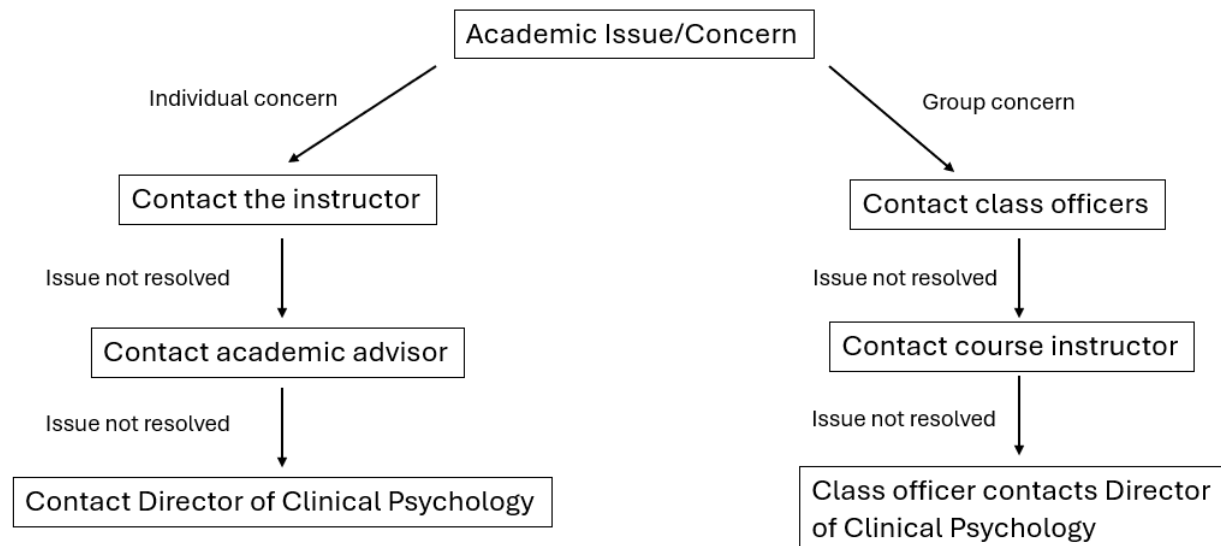 Academic Issue/Concern
Individual concern
Group concern
Contact the instructor
Contact class officers
Issue not resolved
Issue not resolved
Contact academic advisor
Contact course instructor
Issue not resolved
Issue not resolved
Contact Director of Clinical Psychology
Class officer contacts Director
of Clinical Psychology